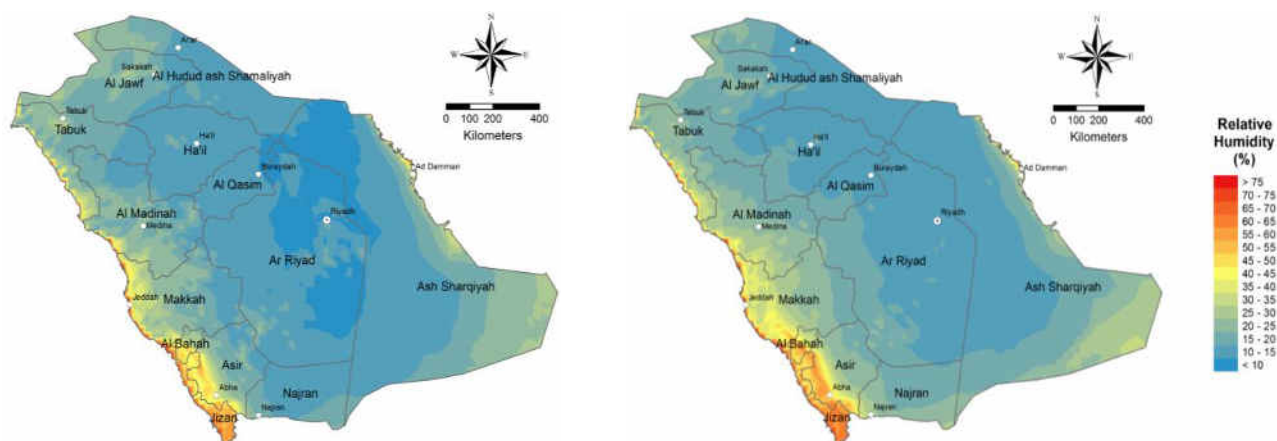 N
W E
S
0 100 200 400
Kilometers
Arar
Sakakah
Al Jawf
Al Hudud ash Shamaliyah
Tabuk
Tabuk
Ha'il
Ha'il
Buraydah
Al Qasim
Ad Damman
Al Madinah
Medina
Riyadh
Ar Riyad
Ash Sharqiyah
Jeddah
Makkah
Al Bahah
Asir
Abha
Najran
Najran
Jizan
N
W E
S
0 100 200 400
Kilometers
Arar
Sakakah
Al Jawf
Al Hudud ash Shamaliyah
Tabuk
Tabuk
Ha'il
Ha'il
Buraydah
Al Qasim
Ad Damman
Al Madinah
Medina
Riyadh
Ar Riyad
Ash Sharqiyah
Jeddah
Makkah
Al Bahah
Asir
Abha
Najran
Najran
Jizan
Relative
Humidity
(%)
> 75
70 - 75
65 - 70
60 - 65
55 - 60
50 - 55
45 - 50
40 - 45
35 - 40
30 - 35
25 - 30
20 - 25
15 - 20
10 - 15
< 10